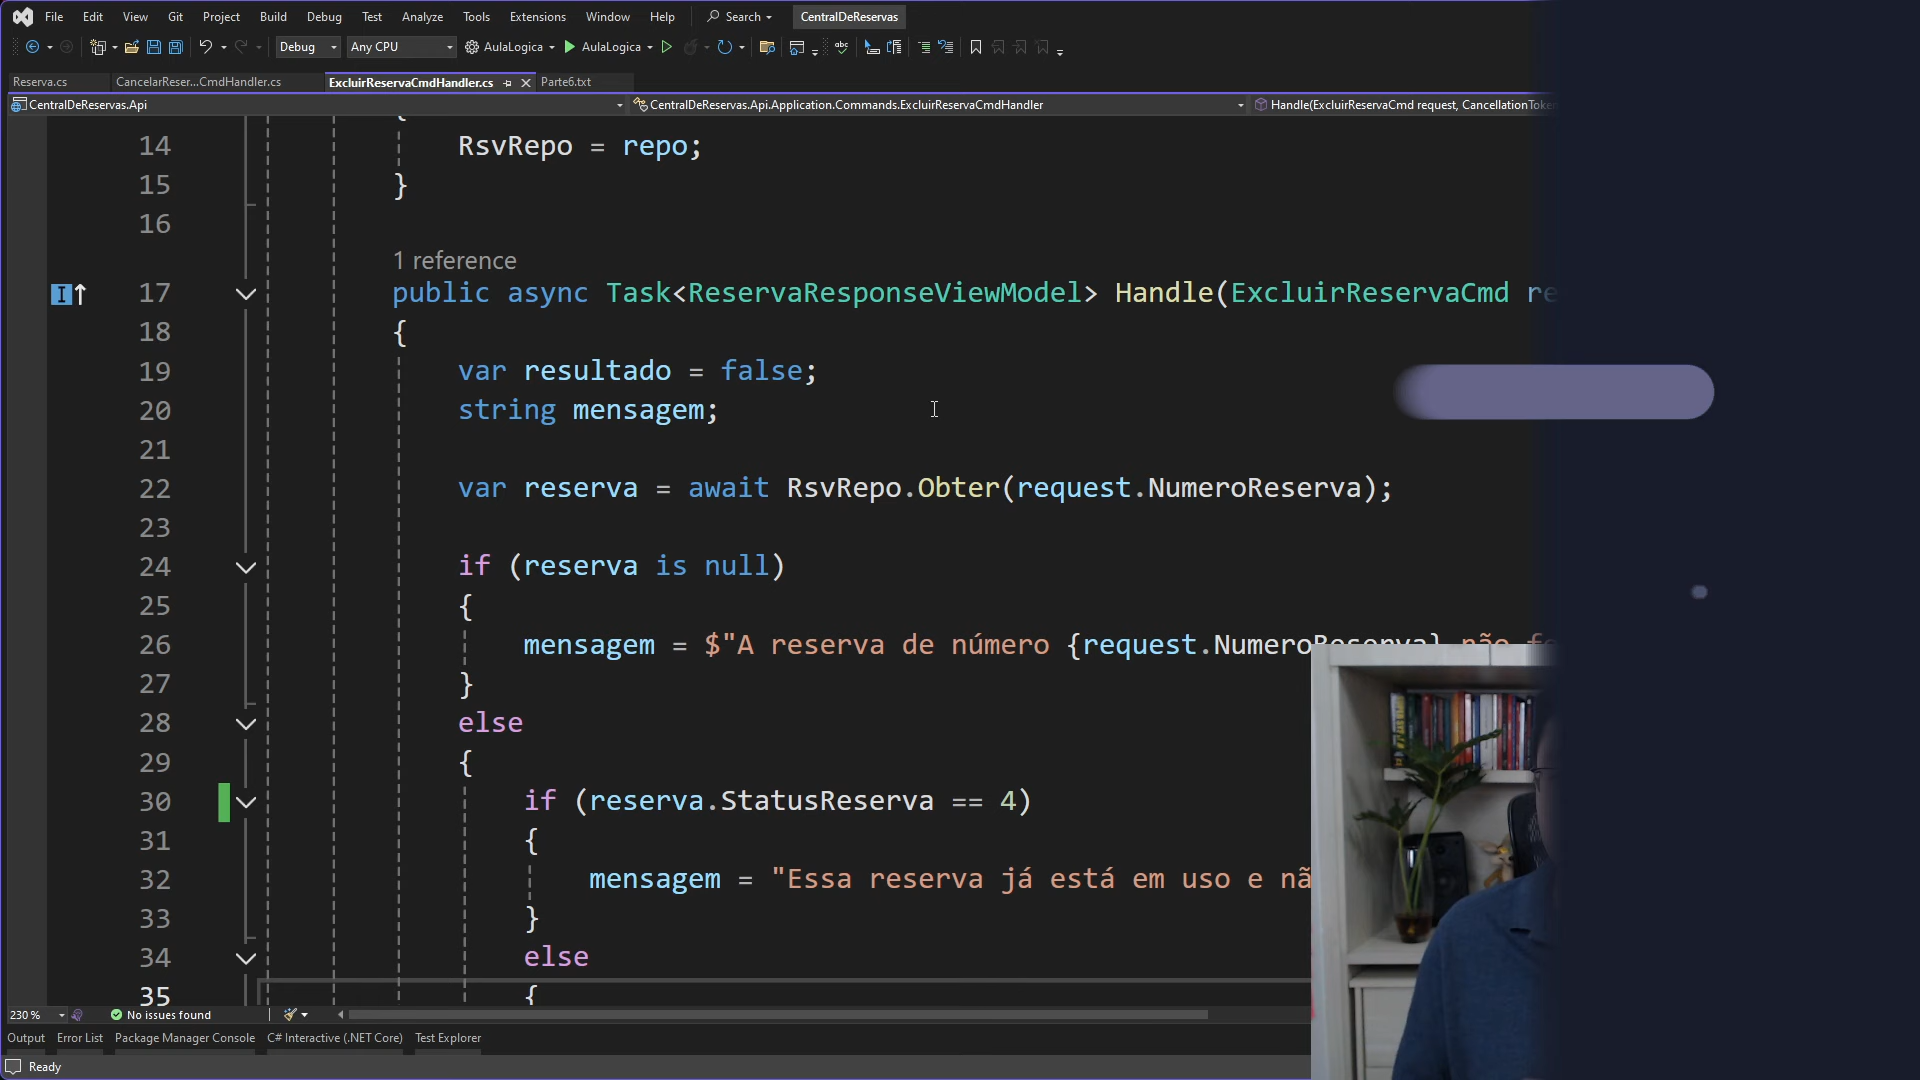 File Edit View Git Project Build Debug Test Analyze Tools Extensions Window Help Search CentralDeReservas
Debug Any CPU AulaLogica AulaLogica
Reserva.cs CancelarReser...CmdHandler.cs ExcluirReservaCmdHandler.cs Parte6.txt
CentralDeReservas.Api CentralDeReservas.Api.Application.Commands.ExcluirReservaCmdHandler Handle(ExcluirReservaCmd request, CancellationToken
14 RsvRepo = repo;
15 }
16
1 reference
17 public async Task<ReservaResponseViewModel> Handle(ExcluirReservaCmd re
18 {
19 var resultado = false;
20 string mensagem;
21
22 var reserva = await RsvRepo.Obter(request.NumeroReserva);
23
24 if (reserva is null)
25 {
26 mensagem = $"A reserva de número {request.NumeroReserva} não fo
27 }
28 else
29 {
30 if (reserva.StatusReserva == 4)
31 {
32 mensagem = "Essa reserva já está em uso e nã
33 }
34 else
35 {
230 % No issues found
Output Error List Package Manager Console C# Interactive (.NET Core) Test Explorer
Ready